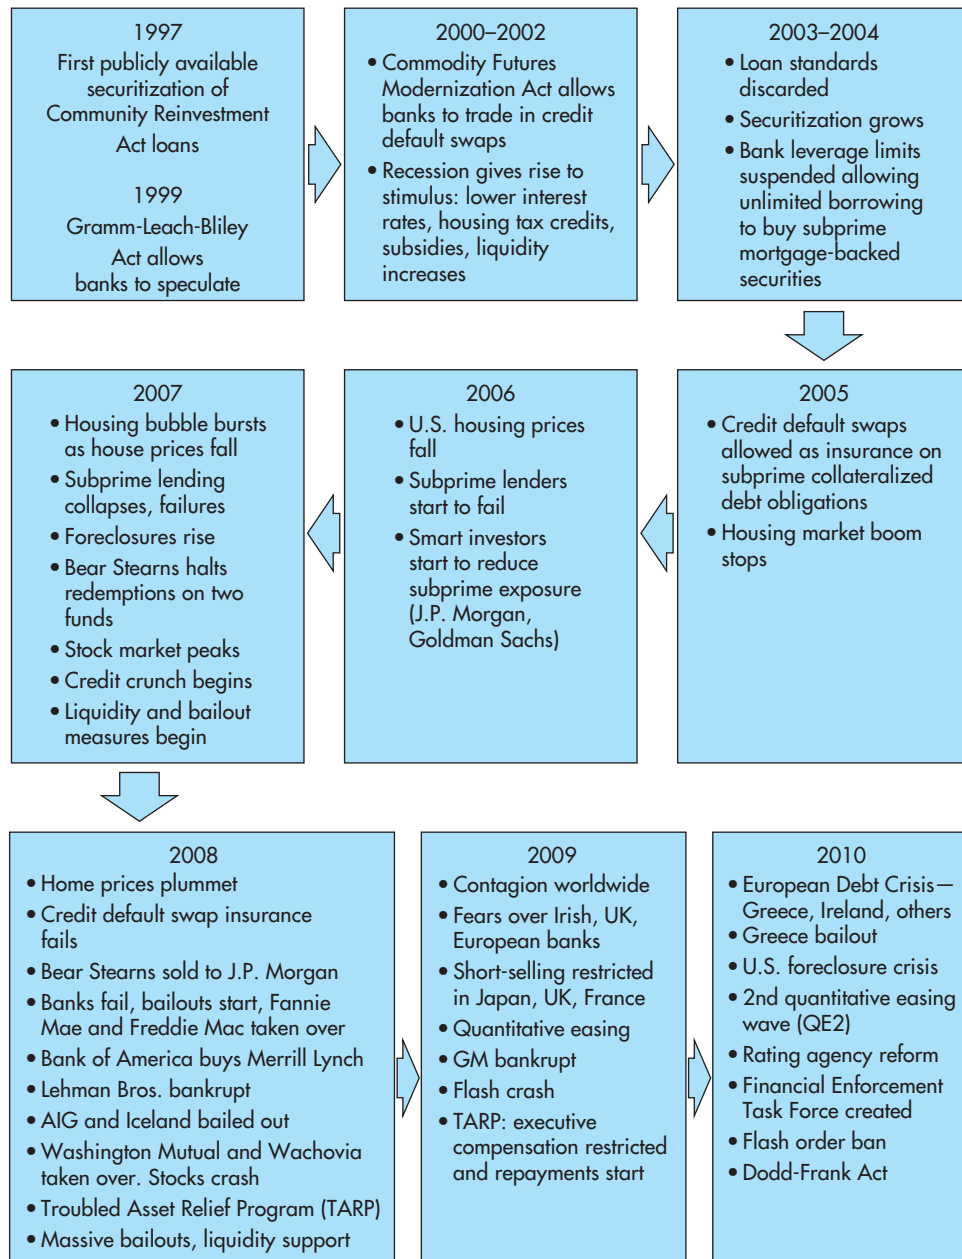 1997
First publicly available
securitization of
Community Reinvestment
Act loans
1999
Gramm-Leach-Bliley
Act allows
banks to speculate
2000–2002
• Commodity Futures
Modernization Act allows
banks to trade in credit
default swaps
• Recession gives rise to
stimulus: lower interest
rates, housing tax credits,
subsidies, liquidity
increases
2003–2004
• Loan standards
discarded
• Securitization grows
• Bank leverage limits
suspended allowing
unlimited borrowing
to buy subprime
mortgage-backed
securities
2005
• Credit default swaps
allowed as insurance on
subprime collateralized
debt obligations
• Housing market boom
stops
2006
• U.S. housing prices
fall
• Subprime lenders
start to fail
• Smart investors
start to reduce
subprime exposure
(J.P. Morgan,
Goldman Sachs)
2007
• Housing bubble bursts
as house prices fall
• Subprime lending
collapses, failures
• Foreclosures rise
• Bear Stearns halts
redemptions on two
funds
• Stock market peaks
• Credit crunch begins
• Liquidity and bailout
measures begin
2008
• Home prices plummet
• Credit default swap insurance
fails
• Bear Stearns sold to J.P. Morgan
• Banks fail, bailouts start, Fannie
Mae and Freddie Mac taken over
• Bank of America buys Merrill Lynch
• Lehman Bros. bankrupt
• AIG and Iceland bailed out
• Washington Mutual and Wachovia
taken over. Stocks crash
• Troubled Asset Relief Program (TARP)
• Massive bailouts, liquidity support
2009
• Contagion worldwide
• Fears over Irish, UK,
European banks
• Short-selling restricted
in Japan, UK, France
• Quantitative easing
• GM bankrupt
• Flash crash
• TARP: executive
compensation restricted
and repayments start
2010
• European Debt Crisis—
Greece, Ireland, others
• Greece bailout
• U.S. foreclosure crisis
• 2nd quantitative easing
wave (QE2)
• Rating agency reform
• Financial Enforcement
Task Force created
• Flash order ban
• Dodd-Frank Act